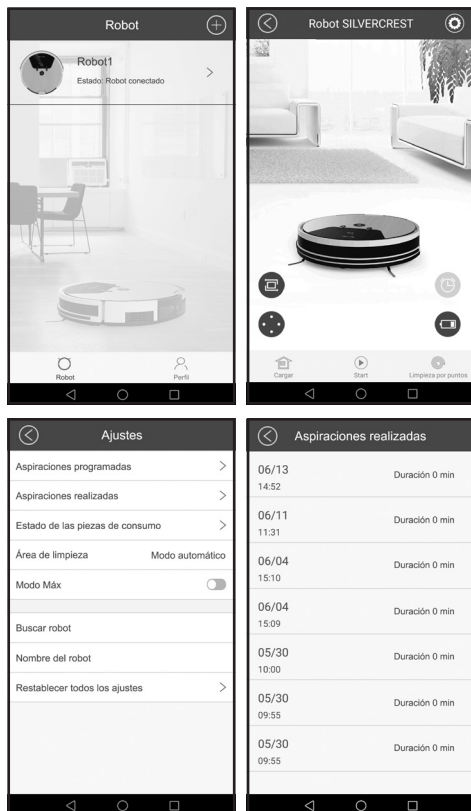 Robot
Robot1
Estado: Robot conectado
Robot
Perfil
Robot SILVERCREST
Cargar
Start
Limpieza por puntos
Ajustes
Aspiraciones programadas
Aspiraciones realizadas
Estado de las piezas de consumo
Área de limpieza Modo automático
Modo Máx
Buscar robot
Nombre del robot
Restablecer todos los ajustes
Aspiraciones realizadas
06/13
14:52
Duración 0 min
06/11
11:31
Duración 0 min
06/04
15:10
Duración 0 min
06/04
15:09
Duración 0 min
05/30
10:00
Duración 0 min
05/30
09:55
Duración 0 min
05/30
09:55
Duración 0 min